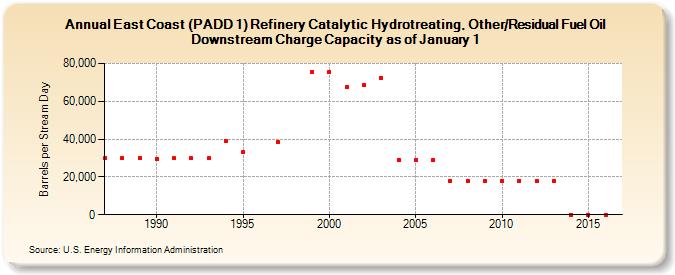 Annual East Coast (PADD 1) Refinery Catalytic Hydrotreating, Other/Residual Fuel Oil
Downstream Charge Capacity as of January 1
Barrels per Stream Day
80,000
60,000
40,000
20,000
0
1990 1995 2000 2005 2010 2015
Source: U.S. Energy Information Administration